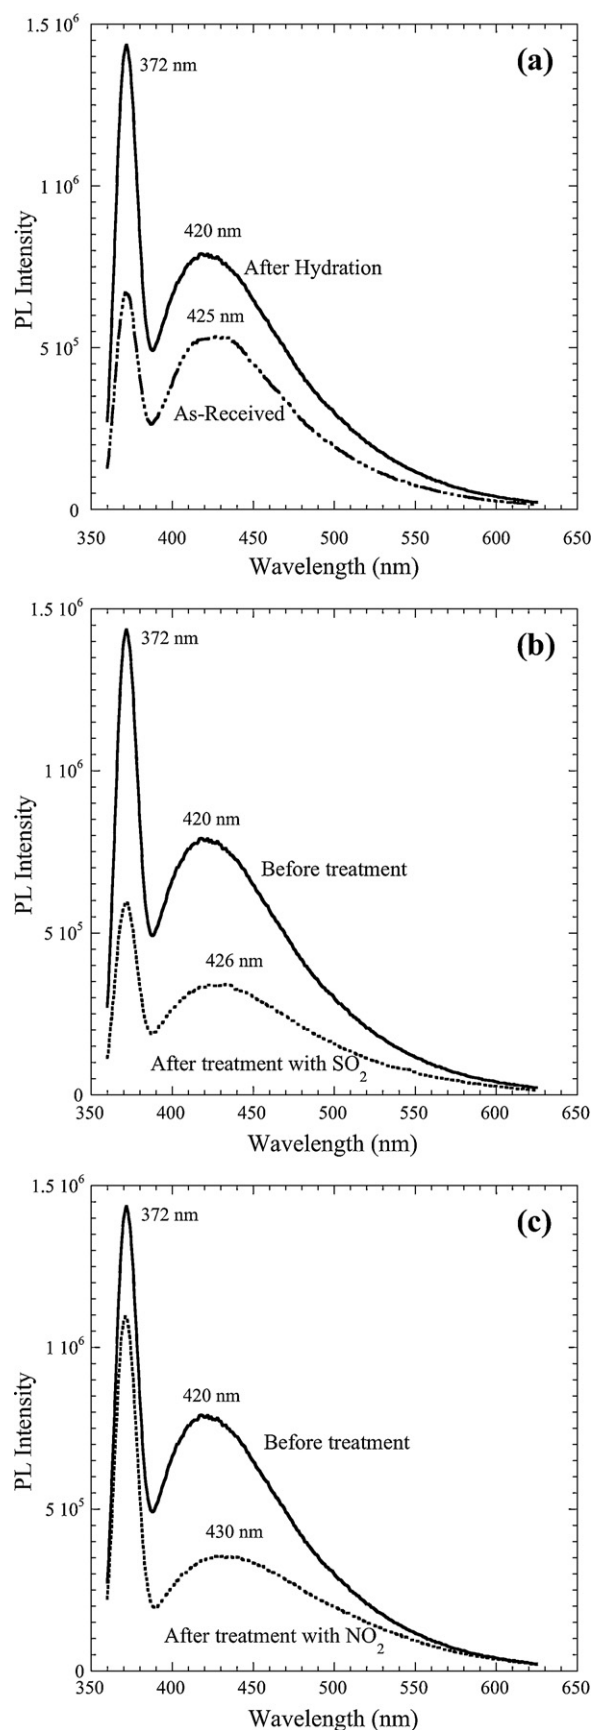 1.5 10⁶
(a)
372 nm
1 10⁶
420 nm
After Hydration
PL Intensity
425 nm
5 10⁵
As-Received
0
350 400 450 500 550 600 650
Wavelength (nm)
1.5 10⁶
(b)
372 nm
1 10⁶
420 nm
Before treatment
PL Intensity
5 10⁵
426 nm
After treatment with SO₂
0
350 400 450 500 550 600 650
Wavelength (nm)
1.5 10⁶
(c)
372 nm
1 10⁶
420 nm
Before treatment
PL Intensity
5 10⁵
430 nm
After treatment with NO₂
0
350 400 450 500 550 600 650
Wavelength (nm)